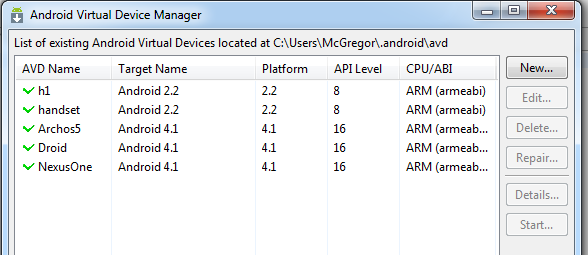 Android Virtual Device Manager
List of existing Android Virtual Devices located at C:\Users\McGregor\.android\avd
AVD Name Target Name Platform API Level CPU/ABI
h1 Android 2.2 2.2 8 ARM (armeabi)
handset Android 2.2 2.2 8 ARM (armeabi)
Archos5 Android 4.1 4.1 16 ARM (armeab...
Droid Android 4.1 4.1 16 ARM (armeab...
NexusOne Android 4.1 4.1 16 ARM (armeab...
New...
Edit...
Delete...
Repair...
Details...
Start...